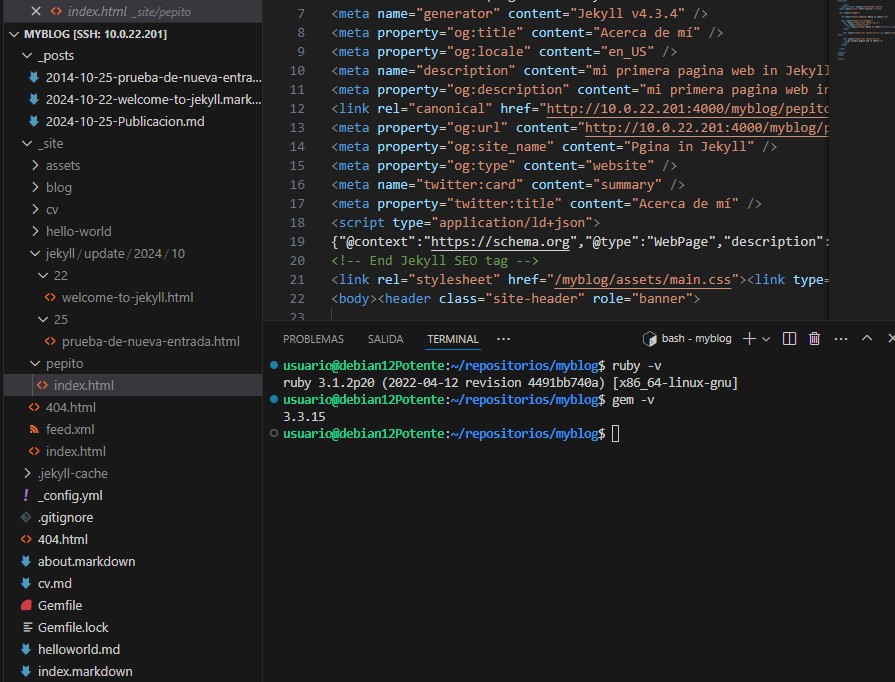 index.html _site/pepito
MYBLOG [SSH: 10.0.22.201]
_posts
2014-10-25-prueba-de-nueva-entra...
2024-10-22-welcome-to-jekyll.mark...
2024-10-25-Publicacion.md
_site
assets
blog
cv
hello-world
jekyll/update/2024/10
22
welcome-to-jekyll.html
25
prueba-de-nueva-entrada.html
pepito
index.html
404.html
feed.xml
index.html
.jekyll-cache
_config.yml
.gitignore
404.html
about.markdown
cv.md
Gemfile
Gemfile.lock
helloworld.md
index.markdown
7 <meta name="generator" content="Jekyll v4.3.4" />
8 <meta property="og:title" content="Acerca de mí" />
9 <meta property="og:locale" content="en_US" />
10 <meta name="description" content="mi primera pagina web in Jekyll
11 <meta property="og:description" content="mi primera pagina web in
12 <link rel="canonical" href="http://10.0.22.201:4000/myblog/pepito
13 <meta property="og:url" content="http://10.0.22.201:4000/myblog/p
14 <meta property="og:site_name" content="Pgina in Jekyll" />
15 <meta property="og:type" content="website" />
16 <meta name="twitter:card" content="summary" />
17 <meta property="twitter:title" content="Acerca de mí" />
18 <script type="application/ld+json">
19 {"@context":"https://schema.org","@type":"WebPage","description":
20 <!-- End Jekyll SEO tag -->
21 <link rel="stylesheet" href="/myblog/assets/main.css"><link type=
22 <body><header class="site-header" role="banner">
23
PROBLEMAS SALIDA TERMINAL ··· bash - myblog
usuario@debian12Potente:~/repositorios/myblog$ ruby -v
ruby 3.1.2p20 (2022-04-12 revision 4491bb740a) [x86_64-linux-gnu]
usuario@debian12Potente:~/repositorios/myblog$ gem -v
3.3.15
usuario@debian12Potente:~/repositorios/myblog$